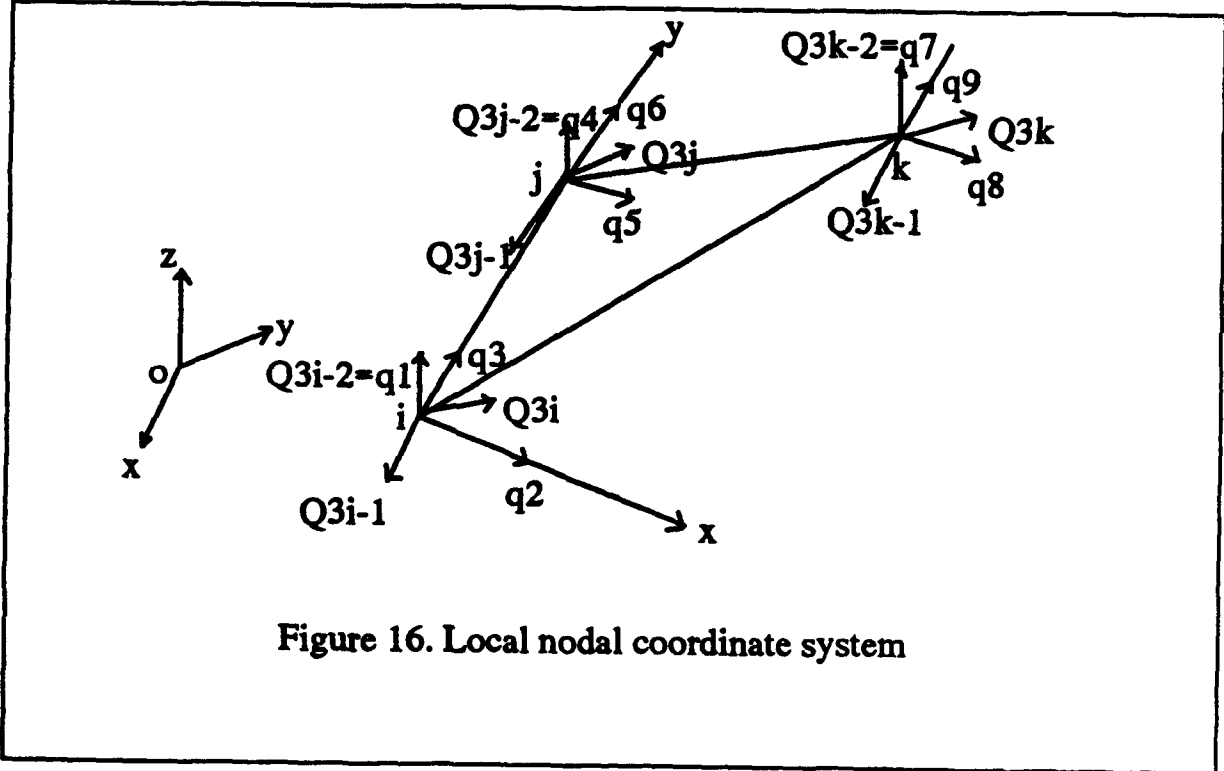 y
Q3k-2=q7
q9
Q3j-2=q4
q6
Q3k
Q3j
j
k
q8
q5
Q3k-1
Q3j-1
z
y
o
Q3i-2=q1
q3
i
Q3i
x
q2
Q3i-1
x
Figure 16. Local nodal coordinate system